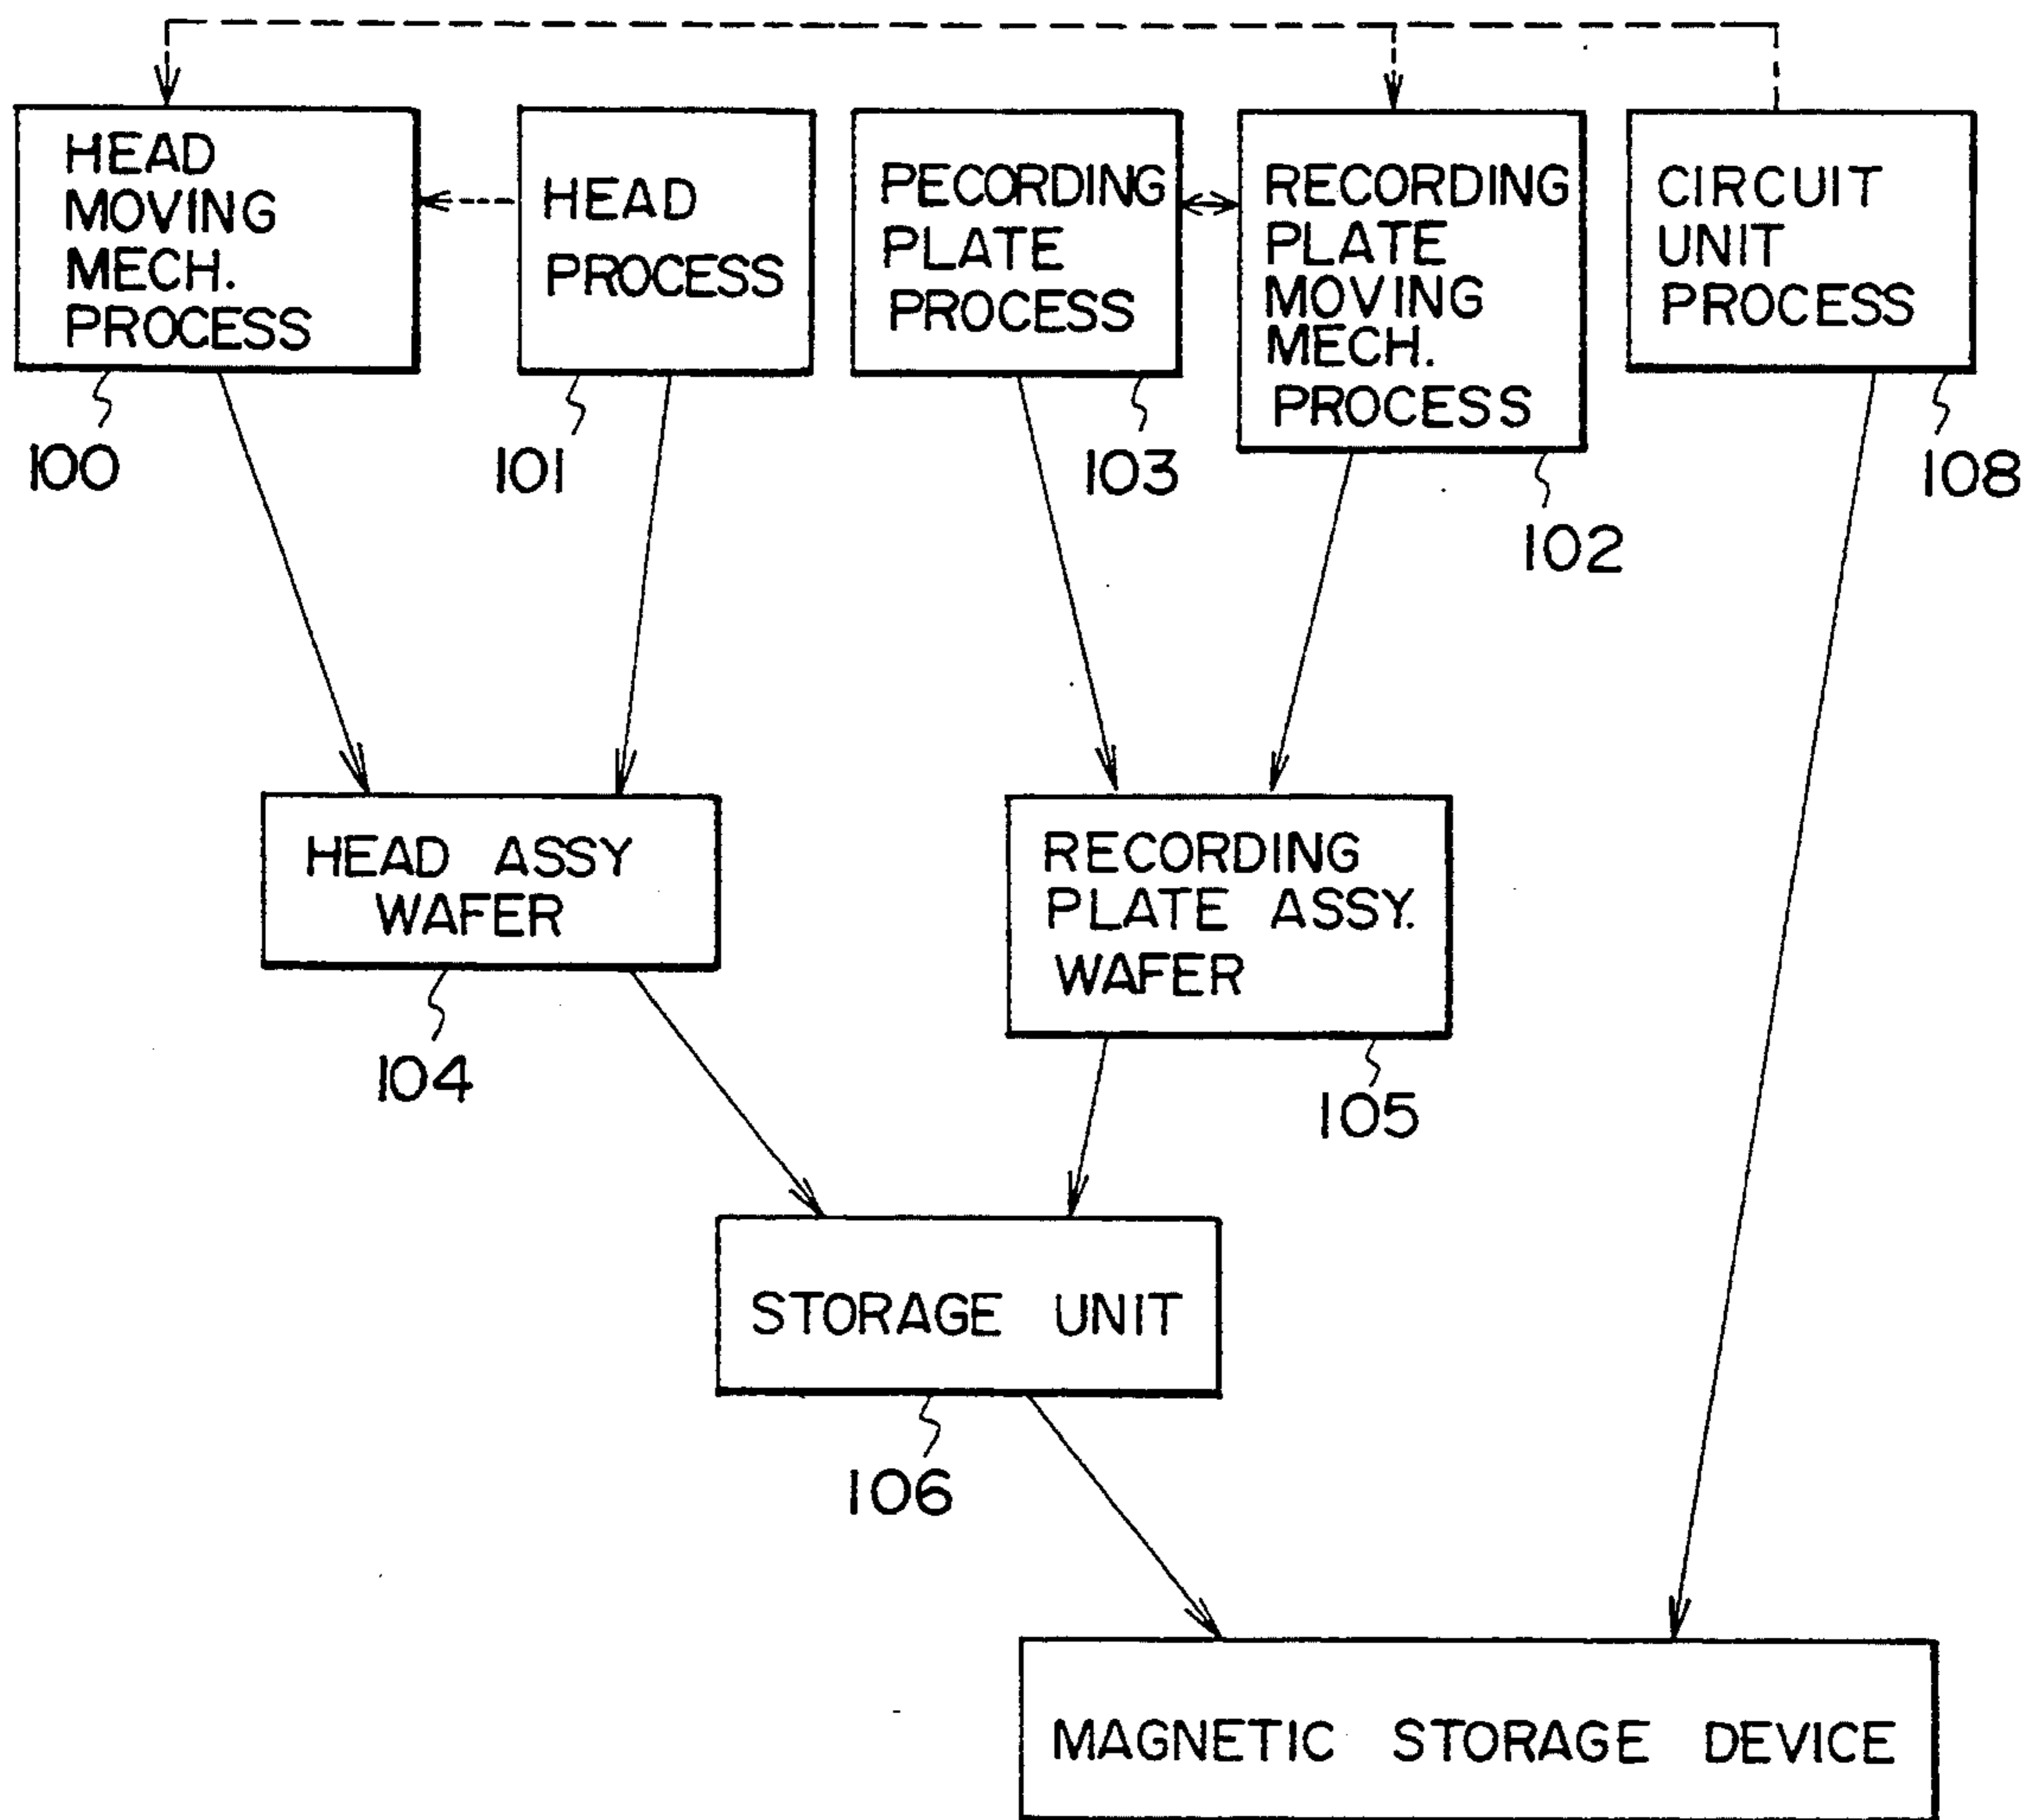 HEAD
MOVING
MECH.
PROCESS
100
HEAD
PROCESS
101
PECORDING
PLATE
PROCESS
103
RECORDING
PLATE
MOVING
MECH.
PROCESS
102
CIRCUIT
UNIT
PROCESS
108
HEAD ASSY
WAFER
104
RECORDING
PLATE ASSY.
WAFER
105
STORAGE UNIT
106
MAGNETIC STORAGE DEVICE